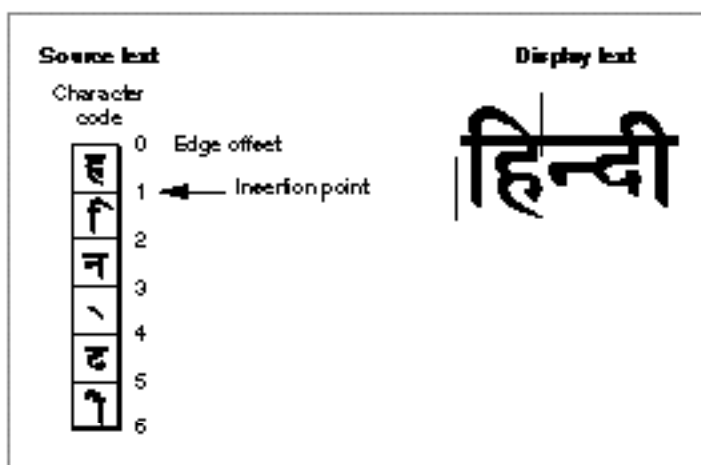 Source text
Display text
Character
code
0 Edge offset
ह
1 Insertion point
ि
2
न
3
्
4
द
5
ी
6
हिन्दी